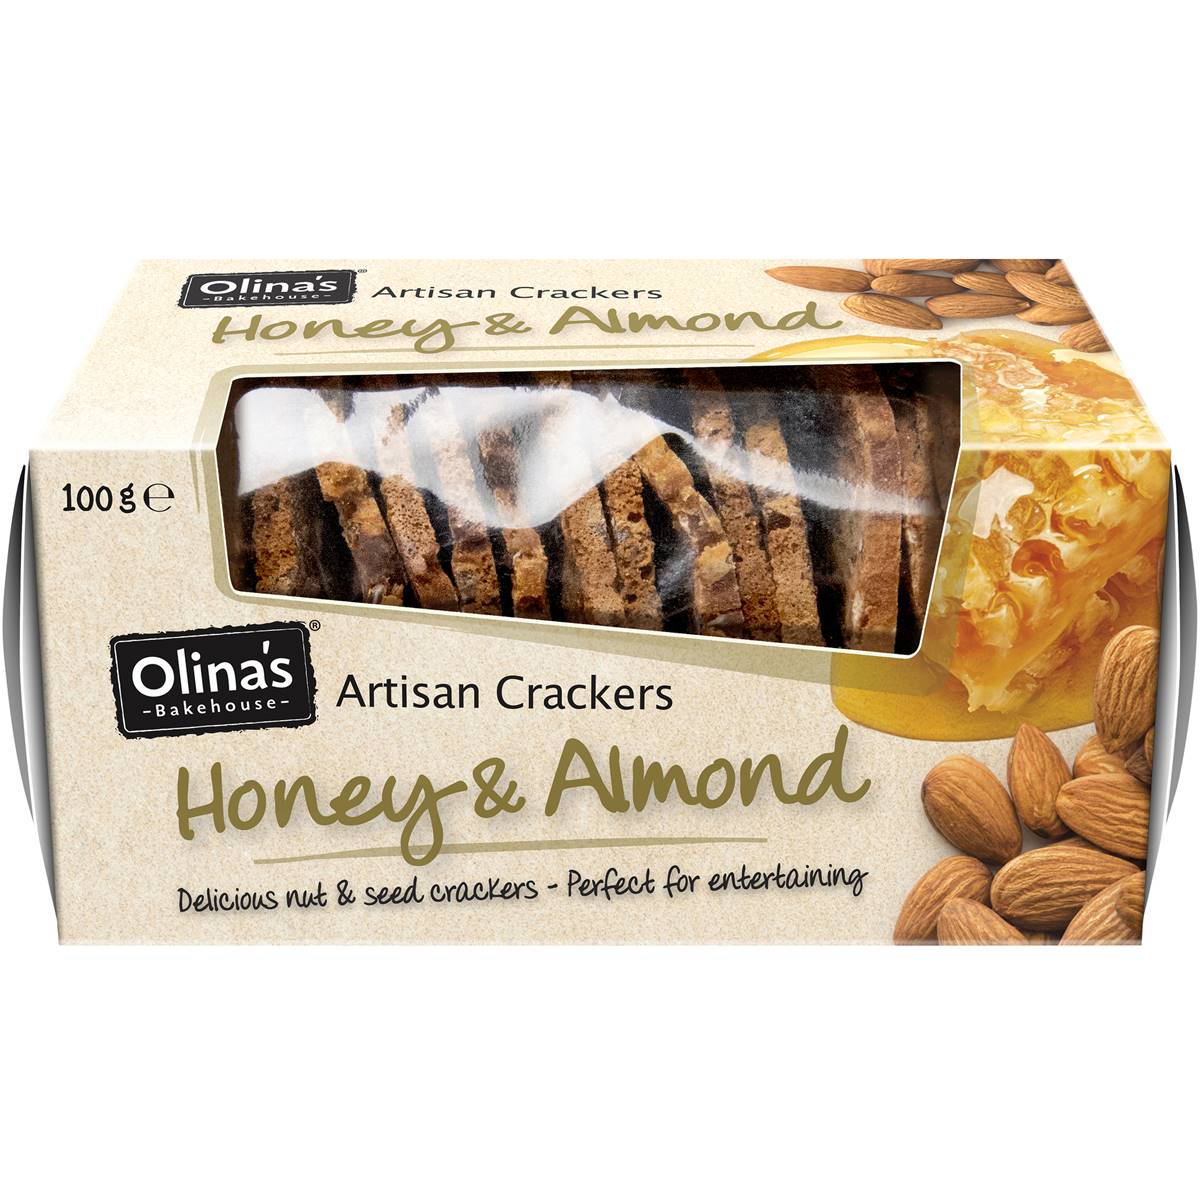 Olina's
-Bakehouse-
®
Artisan Crackers
Honey & Almond
100g ℮
Olina's
-Bakehouse-
®
Artisan Crackers
Honey & Almond
Delicious nut & seed crackers - Perfect for entertaining